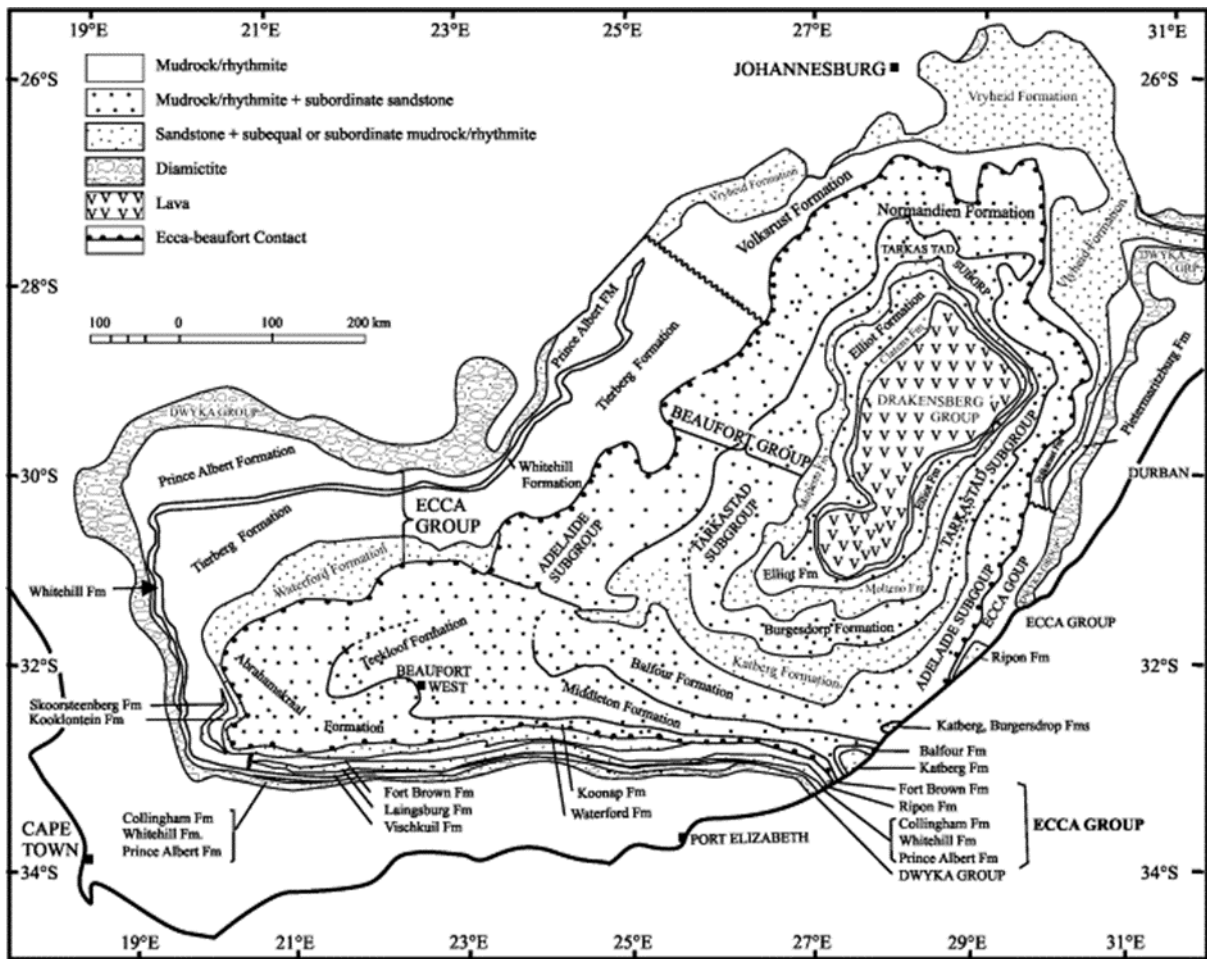 19°E 21°E 23°E 25°E 27°E 29°E 31°E
26°S
26°S
Mudrock/rhythmite
Mudrock/rhythmite + subordinate sandstone
Sandstone + subequal or subordinate mudrock/rhythmite
Diamictite
Lava
Ecca-beaufort Contact
JOHANNESBURG
Vryheid Formation
Vryheid Formation
Volkarust Formation
Normandien Formation
TARKAS TAD
SUBGRP
Vryheid Formation
DWYKA
GRP
28°S
28°S
100 0 100 200 km
Prince Albert FM
Tierberg Formation
Elliot Formation
Clarens Fm
DRAKENSBERG
GROUP
Pietermaritzburg Fm
DWYKA GROUP
BEAUFORT GROUP
30°S
30°S
Prince Albert Formation
Whitehill
Formation
ECCA
GROUP
Molteno Fm
Elliot Fm
TARKASTAD SUBGROUP
DURBAN
Tierberg Formation
ADELAIDE
SUBGROUP
TARKASTAD
SUBGROUP
Waterford Formation
Whitehill Fm
Elliot Fm
Molteno Fm
ADELAIDE SUBGOUP
ECCA GOUP
DWYKA GROUP
ECCA GROUP
Burgesdorp Formation
Teekloof Formation
BEAUFORT
WEST
Balfour Formation
Katberg Formation
Ripon Fm
32°S
32°S
Abrahamskraal
Formation
Middleton Formation
Skoorsteenberg Fm
Kooklontein Fm
Katberg, Burgersdrop Fms
Balfour Fm
Katberg Fm
Fort Brown Fm
Laingsburg Fm
Vischkuil Fm
Koonap Fm
Waterford Fm
Fort Brown Fm
Ripon Fm
Collingham Fm
Whitehill Fm
Prince Albert Fm
DWYKA GROUP
ECCA GROUP
Collingham Fm
Whitehill Fm.
Prince Albert Fm
CAPE
TOWN
PORT ELIZABETH
34°S
34°S
19°E 21°E 23°E 25°E 27°E 29°E 31°E